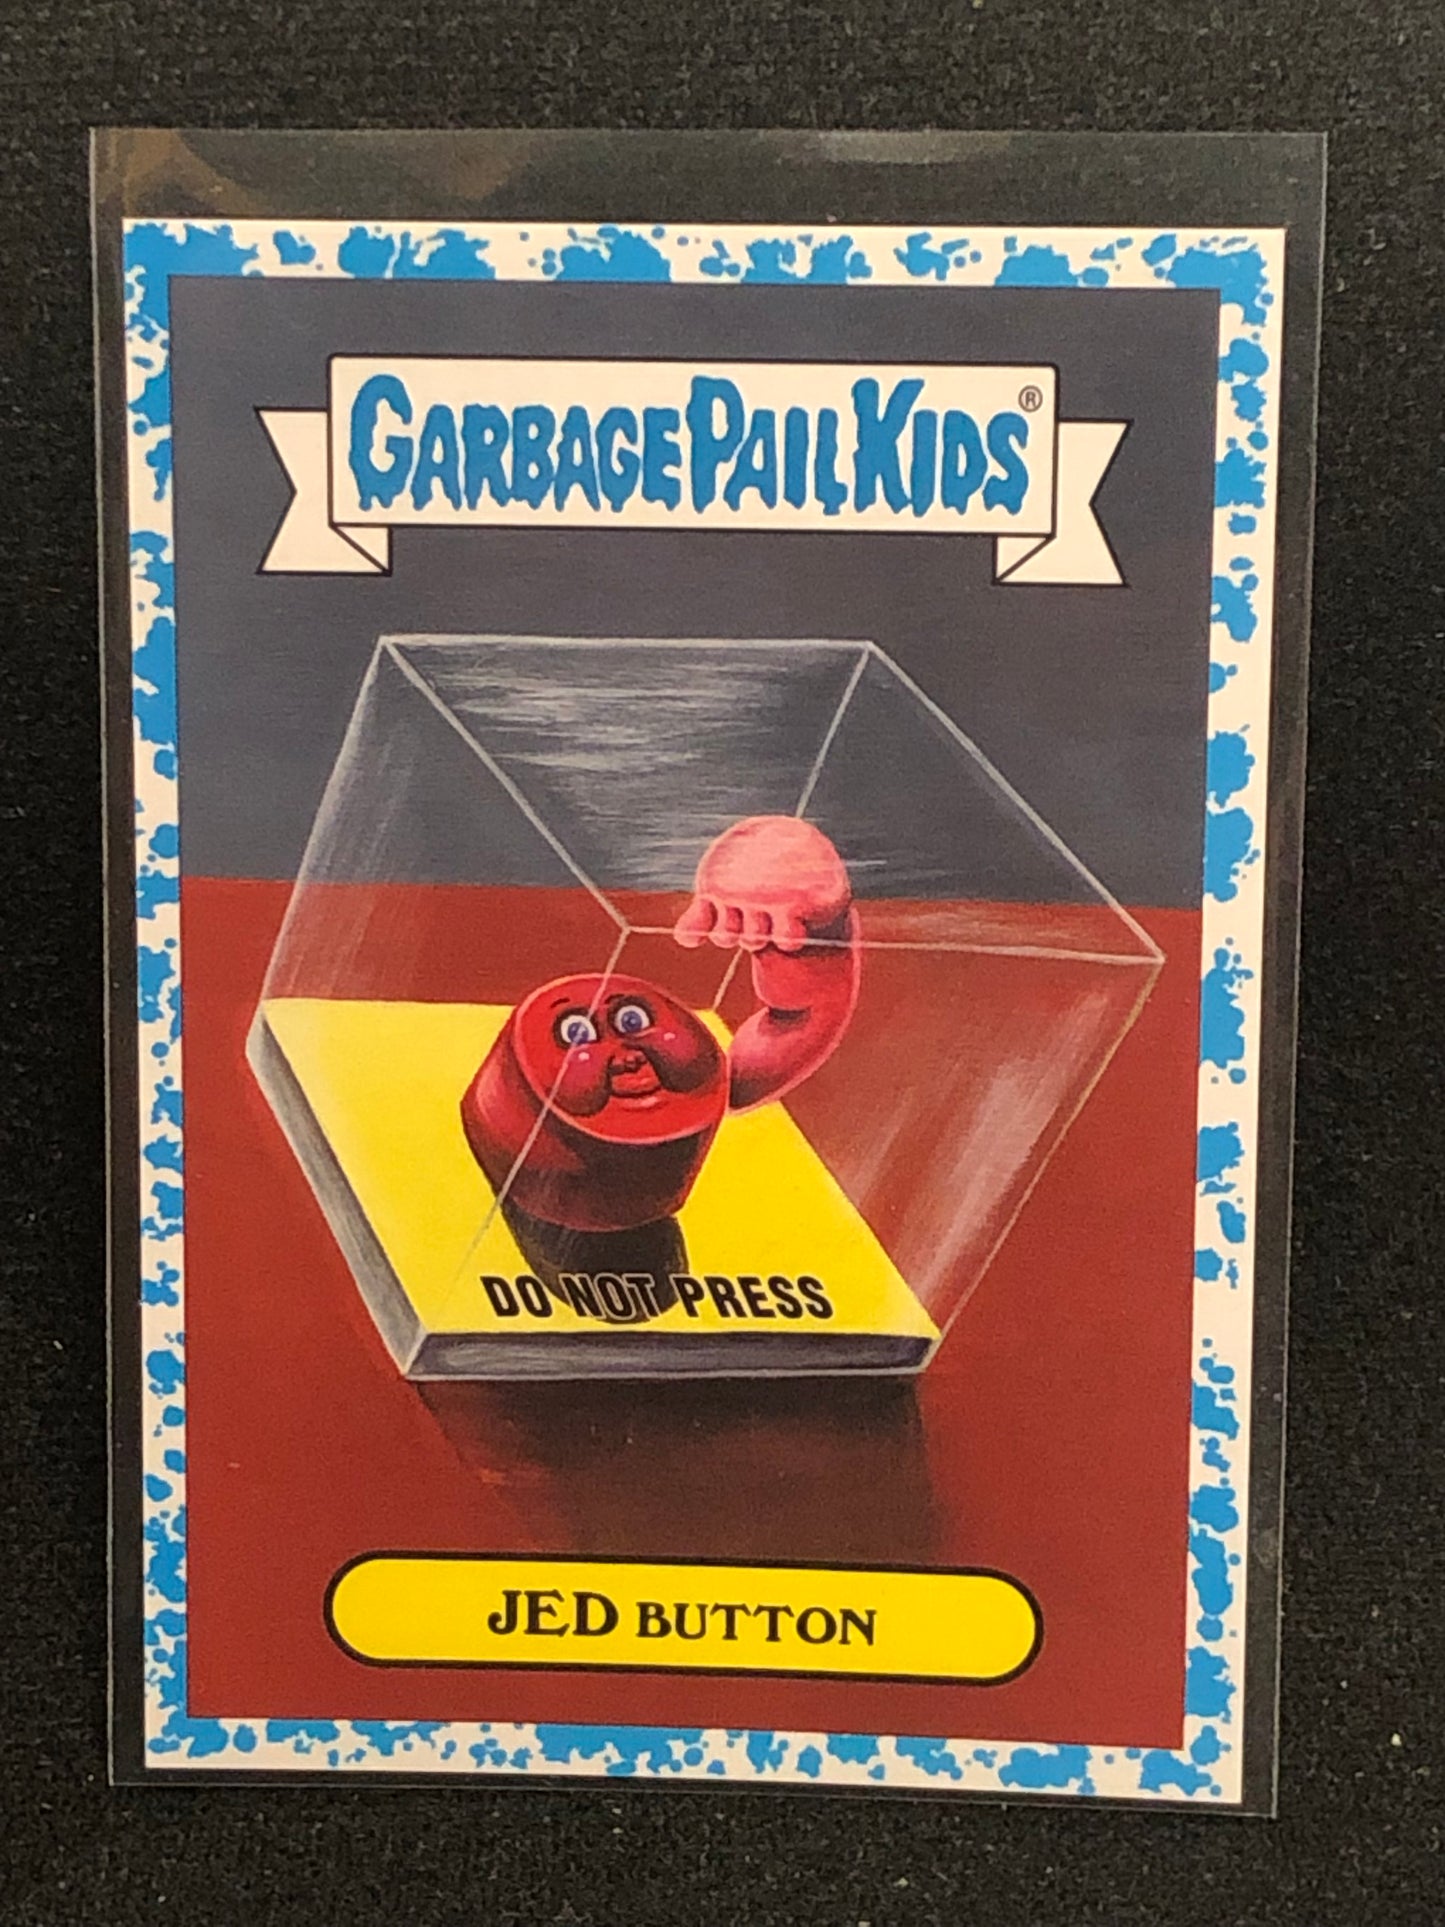 GARBAGE PAIL KIDS®
DO NOT PRESS
JED BUTTON